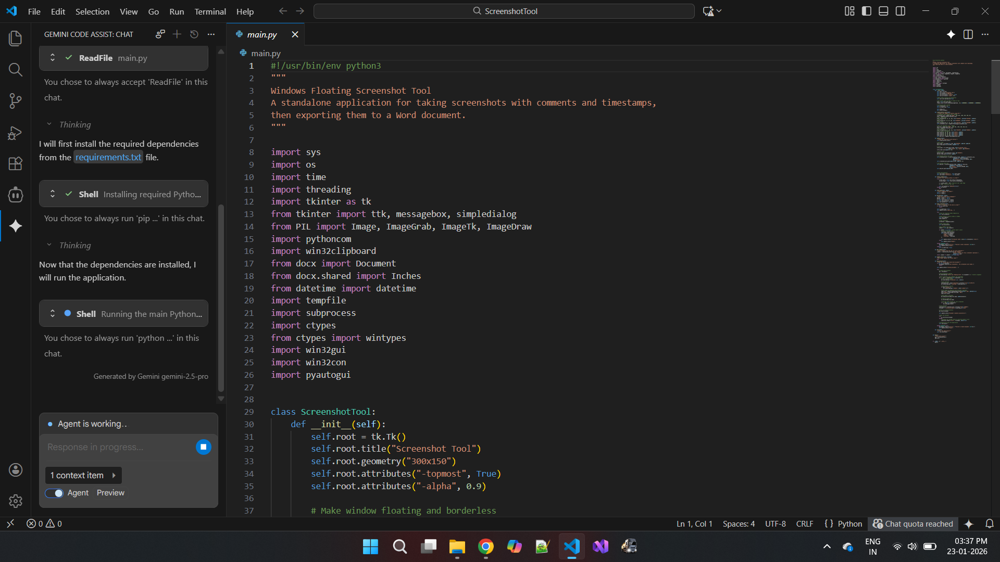 File Edit Selection View Go Run Terminal Help
ScreenshotTool
GEMINI CODE ASSIST: CHAT
ReadFile main.py
You chose to always accept 'ReadFile' in this
chat.
Thinking
I will first install the required dependencies
from the requirements.txt file.
Shell Installing required Pytho...
You chose to always run 'pip ...' in this chat.
Thinking
Now that the dependencies are installed, I
will run the application.
Shell Running the main Python...
You chose to always run 'python ...' in this
chat.
Generated by Gemini gemini-2.5-pro
Agent is working..
Response in progress...
1 context item
Agent Preview
main.py
main.py
1 #!/usr/bin/env python3
2 """
3 Windows Floating Screenshot Tool
4 A standalone application for taking screenshots with comments and timestamps,
5 then exporting them to a Word document.
6 """
7
8 import sys
9 import os
10 import time
11 import threading
12 import tkinter as tk
13 from tkinter import ttk, messagebox, simpledialog
14 from PIL import Image, ImageGrab, ImageTk, ImageDraw
15 import pythoncom
16 import win32clipboard
17 from docx import Document
18 from docx.shared import Inches
19 from datetime import datetime
20 import tempfile
21 import subprocess
22 import ctypes
23 from ctypes import wintypes
24 import win32gui
25 import win32con
26 import pyautogui
27
28
29 class ScreenshotTool:
30 def __init__(self):
31 self.root = tk.Tk()
32 self.root.title("Screenshot Tool")
33 self.root.geometry("300x150")
34 self.root.attributes("-topmost", True)
35 self.root.attributes("-alpha", 0.9)
36
37 # Make window floating and borderless
0 0
Ln 1, Col 1 Spaces: 4 UTF-8 CRLF { } Python Chat quota reached
ENG
IN
03:37 PM
23-01-2026